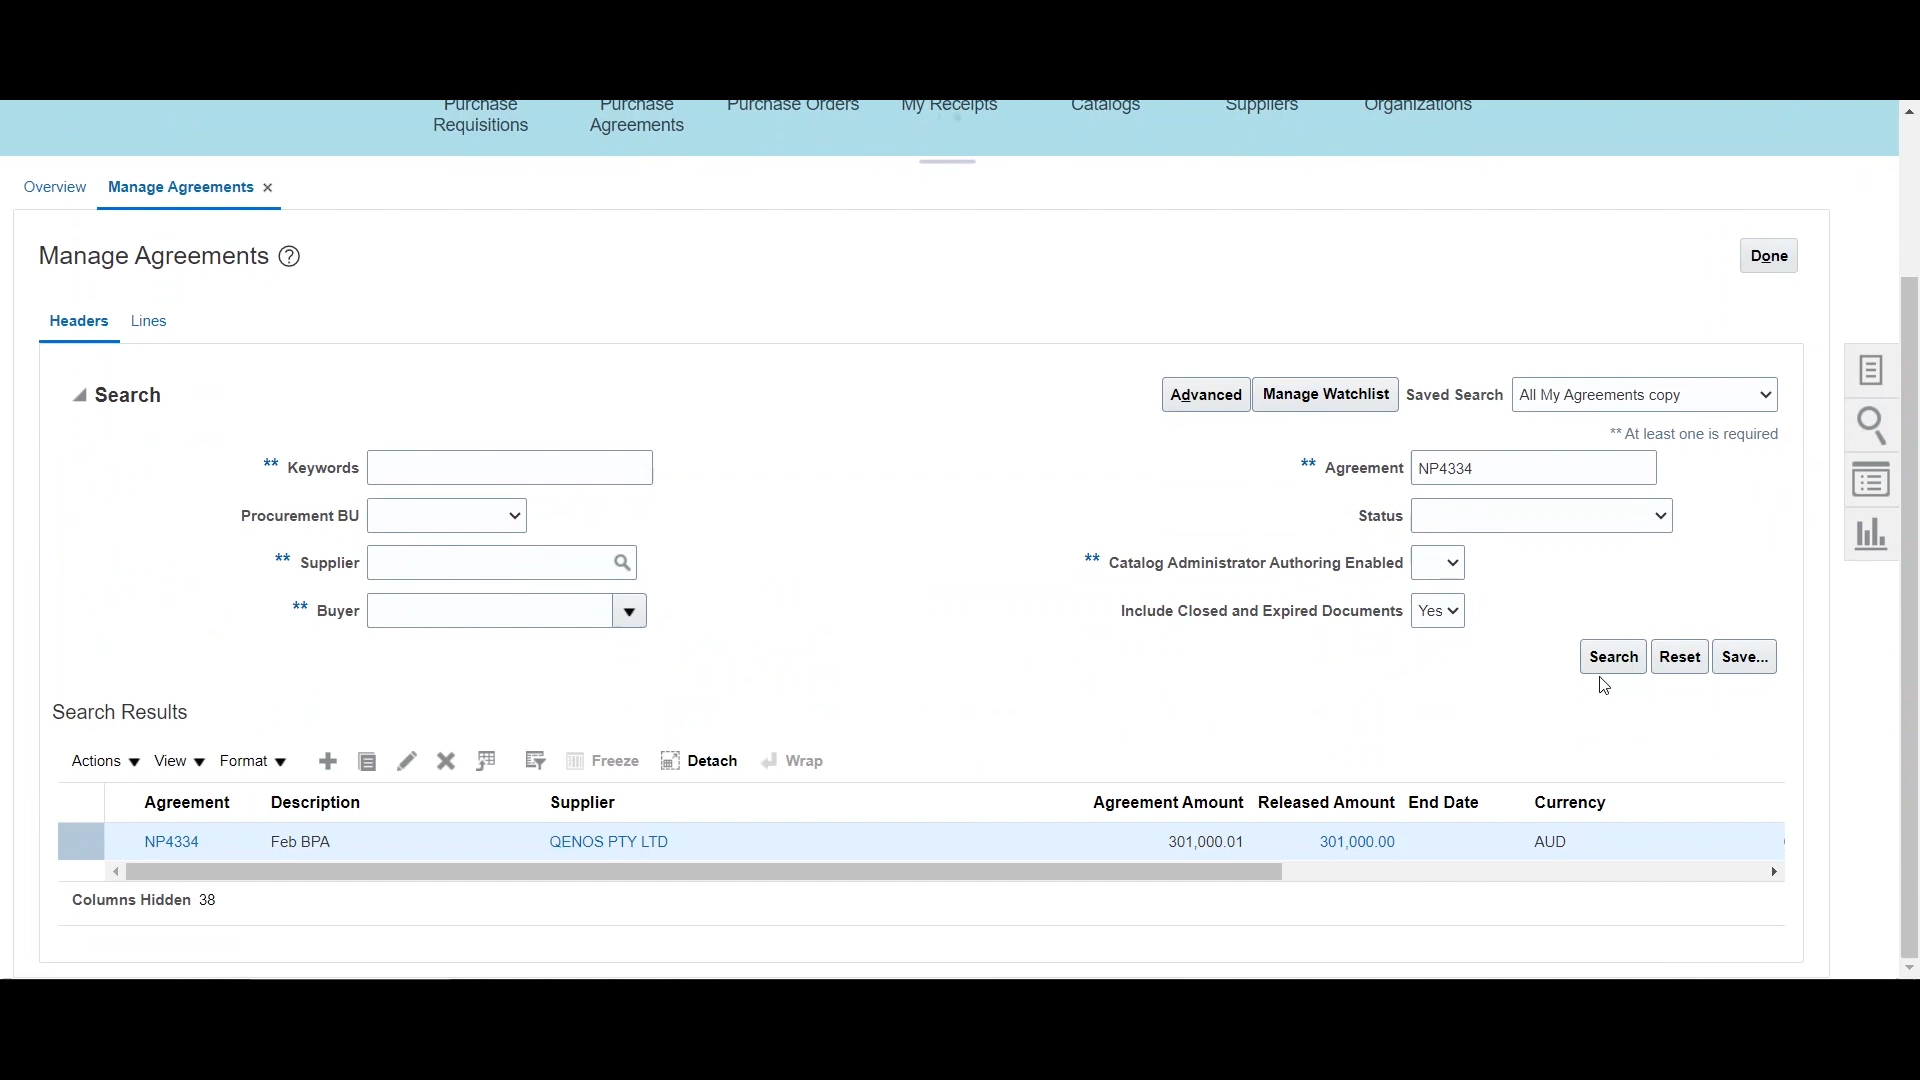 Purchase Requisitions
Purchase Agreements
Purchase Orders
My Receipts
Catalogs
Suppliers
Organizations
Overview
Manage Agreements
Manage Agreements ?
Done
Headers
Lines
Search
Advanced
Manage Watchlist
Saved Search
All My Agreements copy
** At least one is required
** Keywords
** Agreement NP4334
Procurement BU
Status
** Supplier
** Catalog Administrator Authoring Enabled
** Buyer
Include Closed and Expired Documents Yes
Search
Reset
Save...
Search Results
Actions
View
Format
Freeze
Detach
Wrap
Agreement Description Supplier Agreement Amount Released Amount End Date Currency
NP4334 Feb BPA QENOS PTY LTD 301,000.01 301,000.00 AUD
Columns Hidden 38